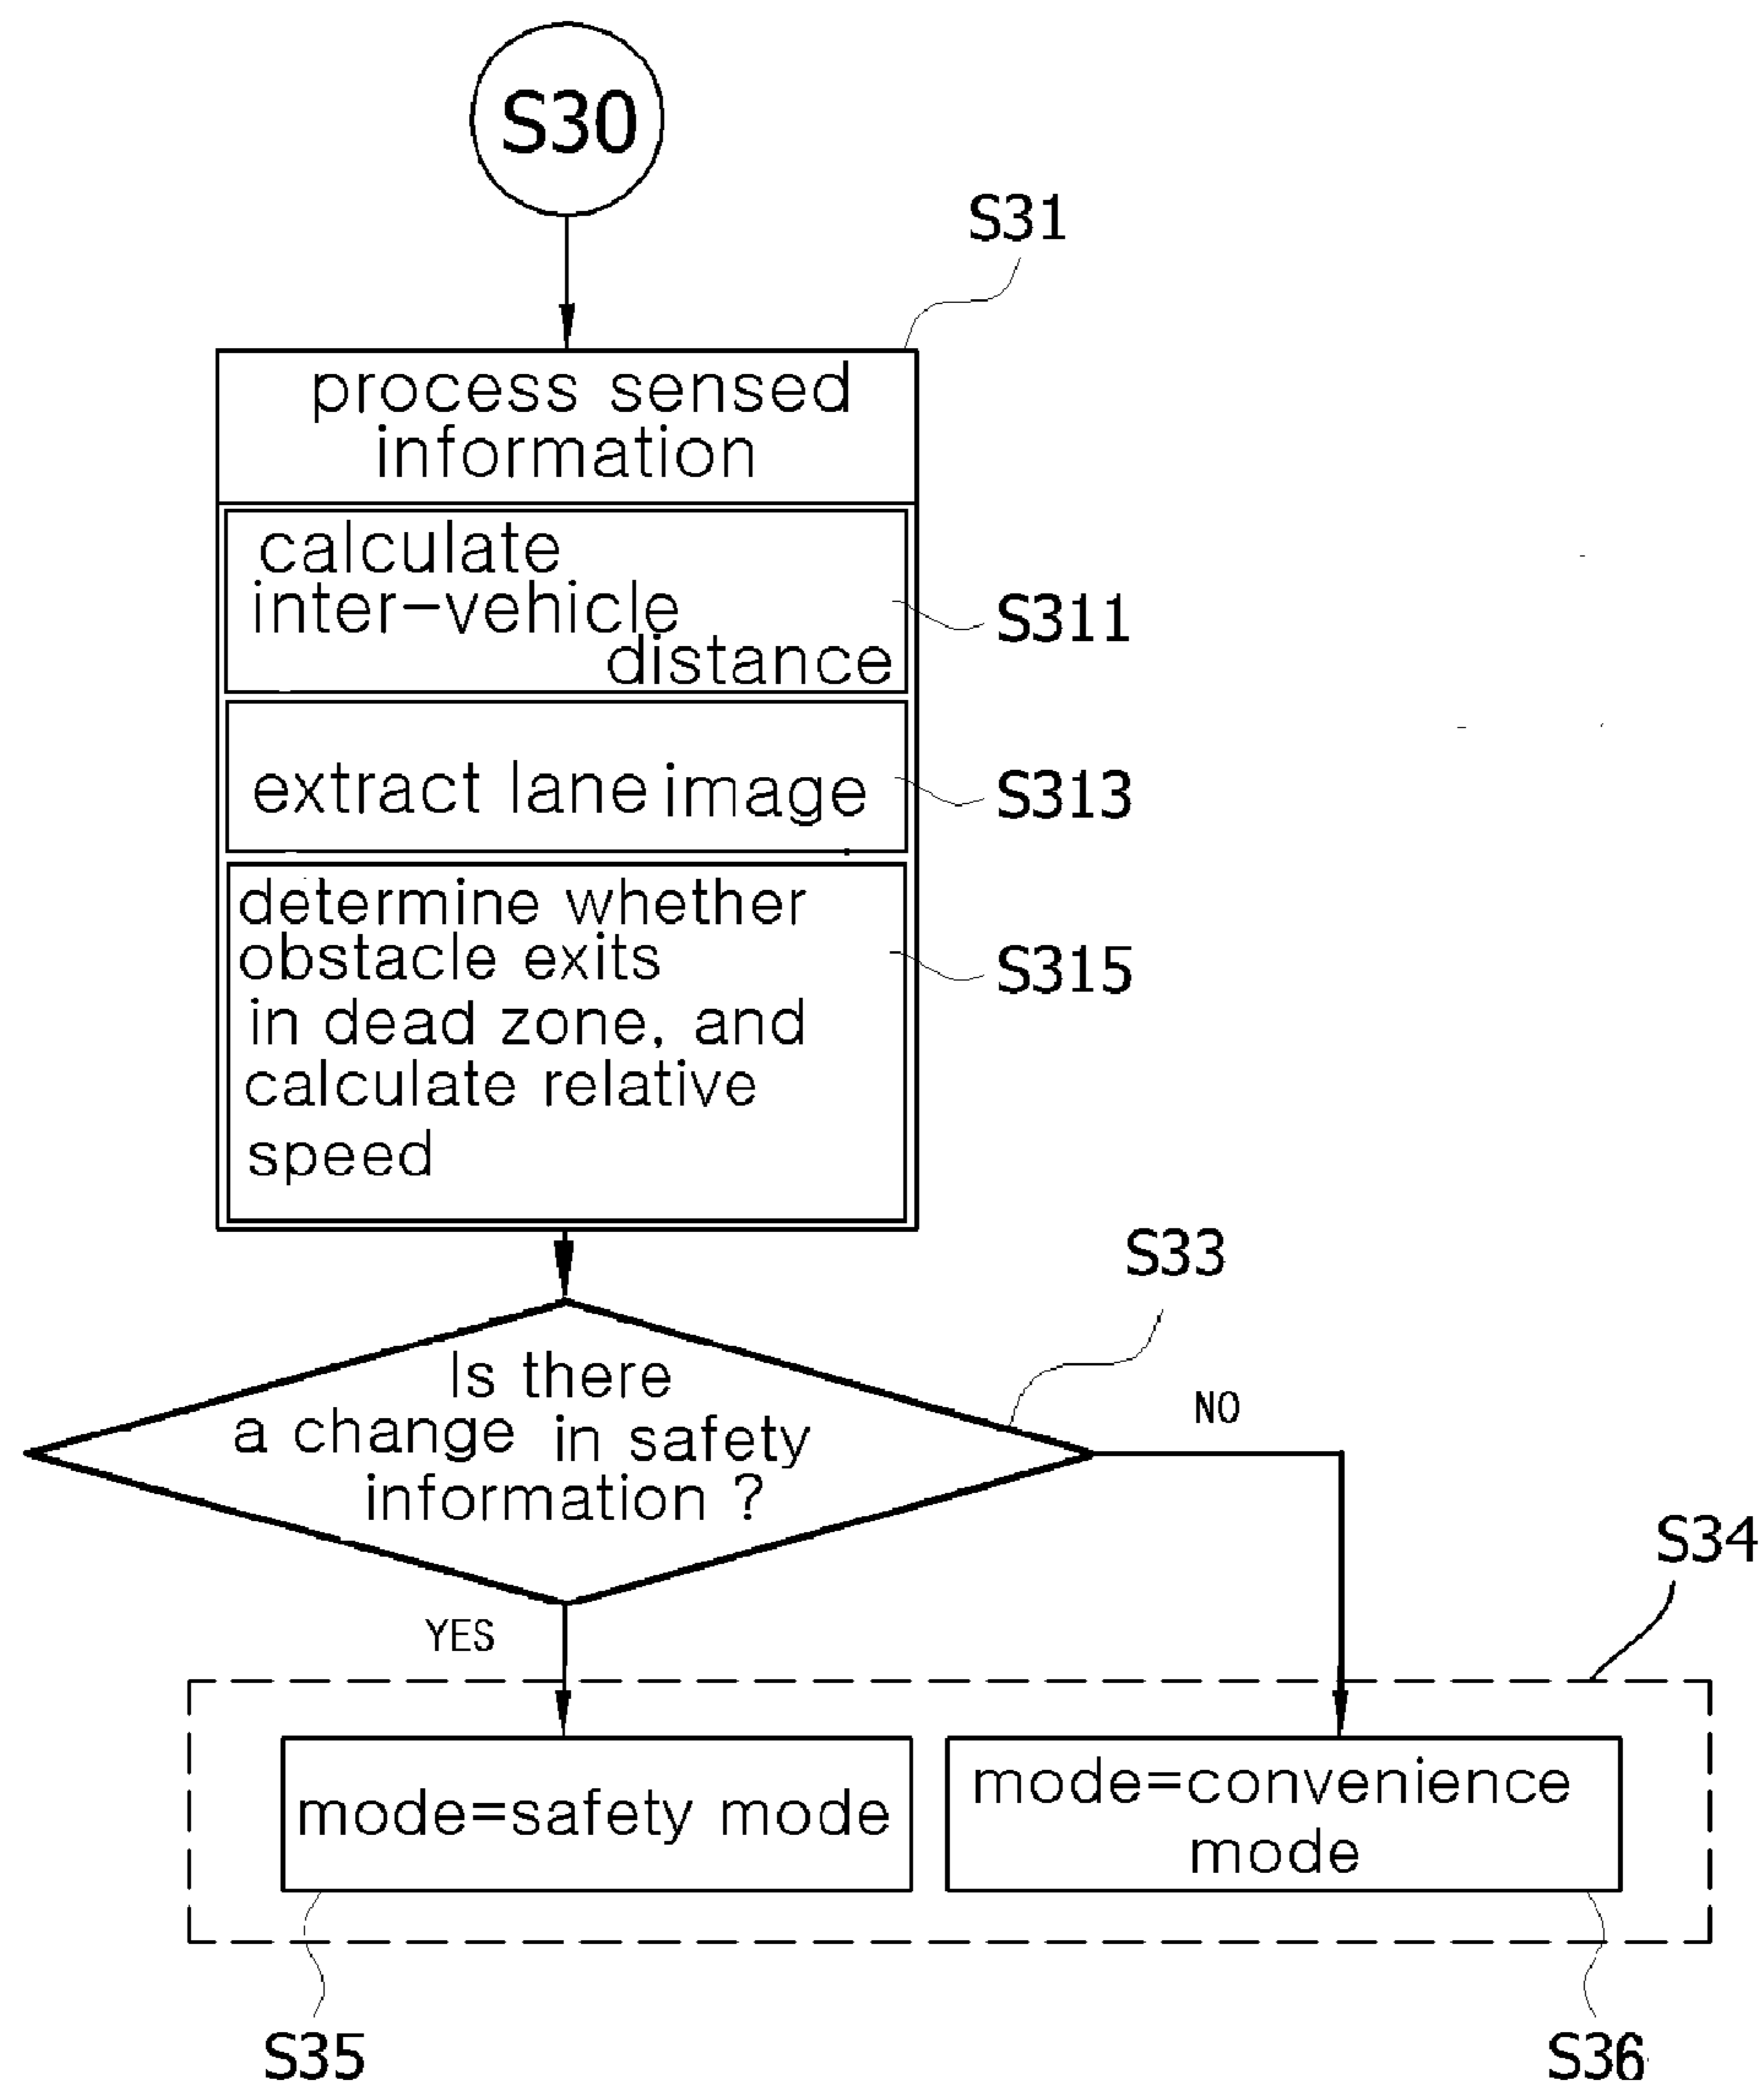 S30
S31
process sensed
information
calculate
inter-vehicle
distance
S311
extract lane image
S313
determine whether
obstacle exits
in dead zone, and
calculate relative
speed
S315
S33
Is there
a change in safety
information ?
NO
YES
S34
mode=safety mode
mode=convenience
mode
S35
S36